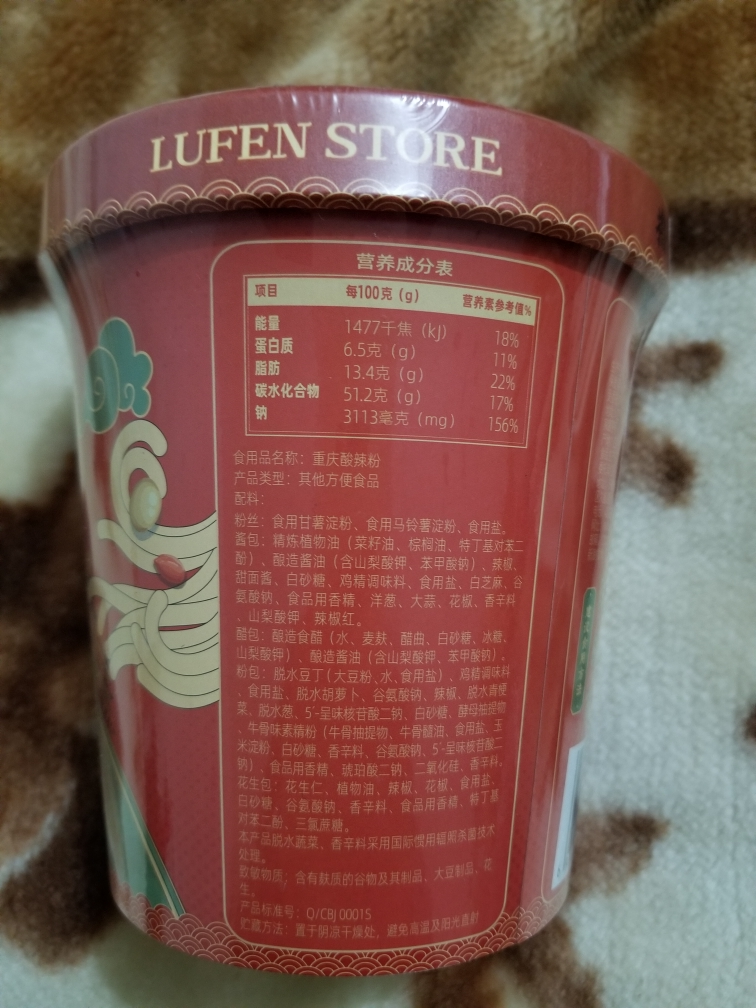 LUFEN STORE
营养成分表
项目 每100克（g） 营养素参考值%
能量 1477千焦（kJ） 18%
蛋白质 6.5克（g） 11%
脂肪 13.4克（g） 22%
碳水化合物 51.2克（g） 17%
钠 3113毫克（mg） 156%
食用品名称：重庆酸辣粉
产品类型：其他方便食品
配料：
粉丝：食用甘薯淀粉、食用马铃薯淀粉、食用盐。
酱包：精炼植物油（菜籽油、棕榈油、特丁基对苯二
酚）、酿造酱油（含山梨酸钾、苯甲酸钠）、辣椒、
甜面酱、白砂糖、鸡精调味料、食用盐、白芝麻、谷
氨酸钠、食品用香精、洋葱、大蒜、花椒、香辛料
、山梨酸钾、辣椒红。
醋包：酿造食醋（水、麦麸、醋曲、白砂糖、冰糖、
山梨酸钾）、酿造酱油（含山梨酸钾、苯甲酸钠）。
粉包：脱水豆丁（大豆粉、水、食用盐）、鸡精调味料
、食用盐、脱水胡萝卜、谷氨酸钠、辣椒、脱水青梗
菜、脱水葱、5'-呈味核苷酸二钠、白砂糖、酵母抽提物
、牛骨味素精粉（牛骨抽提物、牛骨髓油、食用盐、玉
米淀粉、白砂糖、香辛料、谷氨酸钠、5'-呈味核苷酸二
钠）、食品用香精、琥珀酸二钠、二氧化硅、香辛料。
花生包：花生仁、植物油、辣椒、花椒、食用盐、
白砂糖、谷氨酸钠、香辛料、食品用香精、特丁基
对苯二酚、三氯蔗糖。
本产品脱水蔬菜、香辛料采用国际惯用辐照杀菌技术
处理。
致敏物质：含有麸质的谷物及其制品、大豆制品、花
生。
产品标准号：Q/CBJ 0001S
贮藏方法：置于阴凉干燥处，避免高温及阳光直射